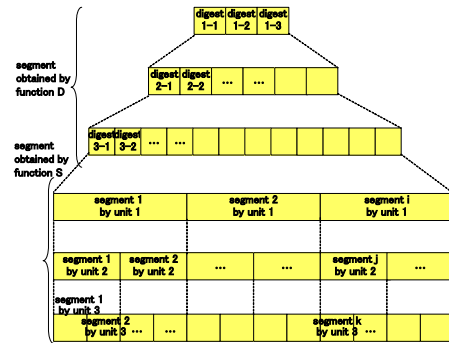 digest digest digest
1-1 1-2 1-3
segment
obtained by
function D
digest digest ... ...
2-1 2-2
segment
obtained by
function S
digest digest ... ...
3-1 3-2
segment 1 segment 2 segment i
by unit 1 by unit 1 by unit 1
segment 1 segment 2 ... ... segment j ...
by unit 2 by unit 2 by unit 2
segment 1
by unit 3
segment 2 ... ... segment k ...
by unit 3 by unit 3